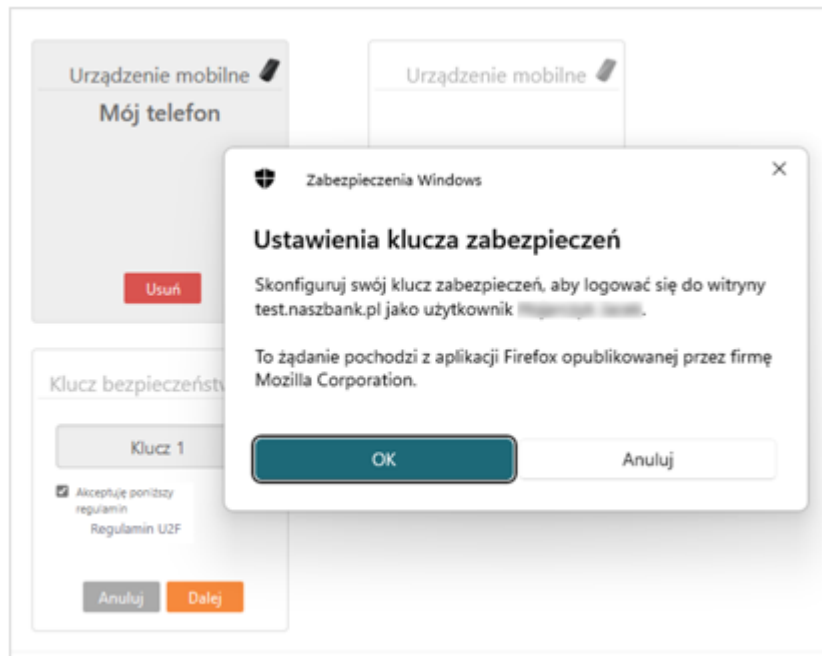 Urządzenie mobilne
Mój telefon
Usuń
Urządzenie mobilne
Zabezpieczenia Windows
Ustawienia klucza zabezpieczeń
Skonfiguruj swój klucz zabezpieczeń, aby logować się do witryny
test.naszbank.pl jako użytkownik
To żądanie pochodzi z aplikacji Firefox opublikowanej przez firmę
Mozilla Corporation.
OK
Anuluj
Klucz bezpieczeństw
Klucz 1
Akceptuję poniższy
regulamin
Regulamin U2F
Anuluj
Dalej